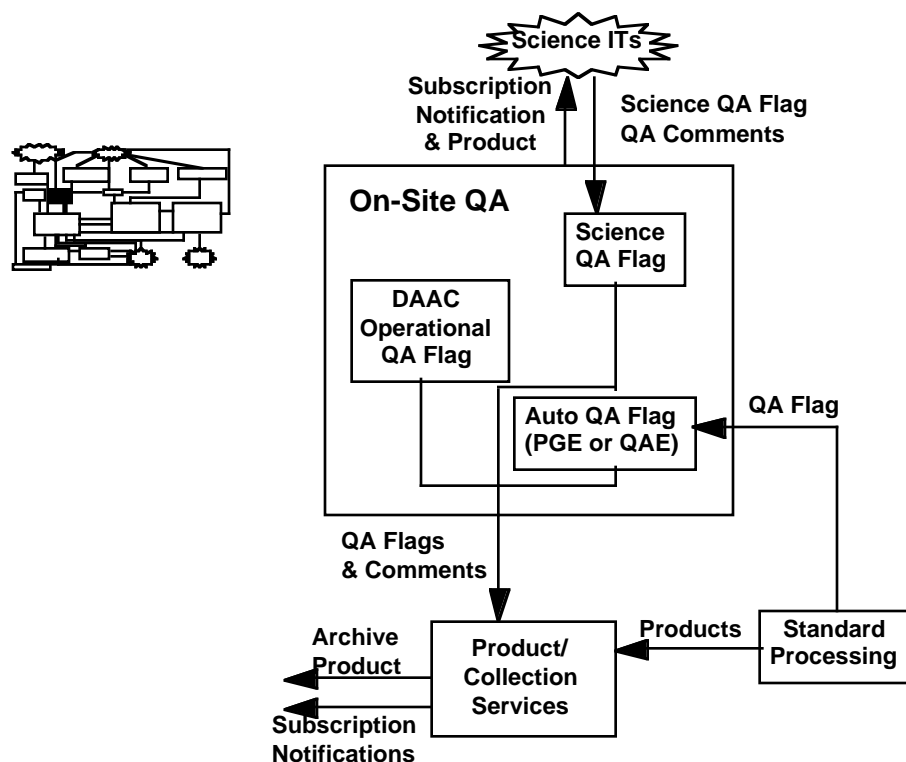 Science ITs
Subscription
Notification
& Product
Science QA Flag
QA Comments
On-Site QA
Science
QA Flag
DAAC
Operational
QA Flag
Auto QA Flag
(PGE or QAE)
QA Flag
QA Flags
& Comments
Archive
Product
Product/
Collection
Services
Products
Standard
Processing
Subscription
Notifications